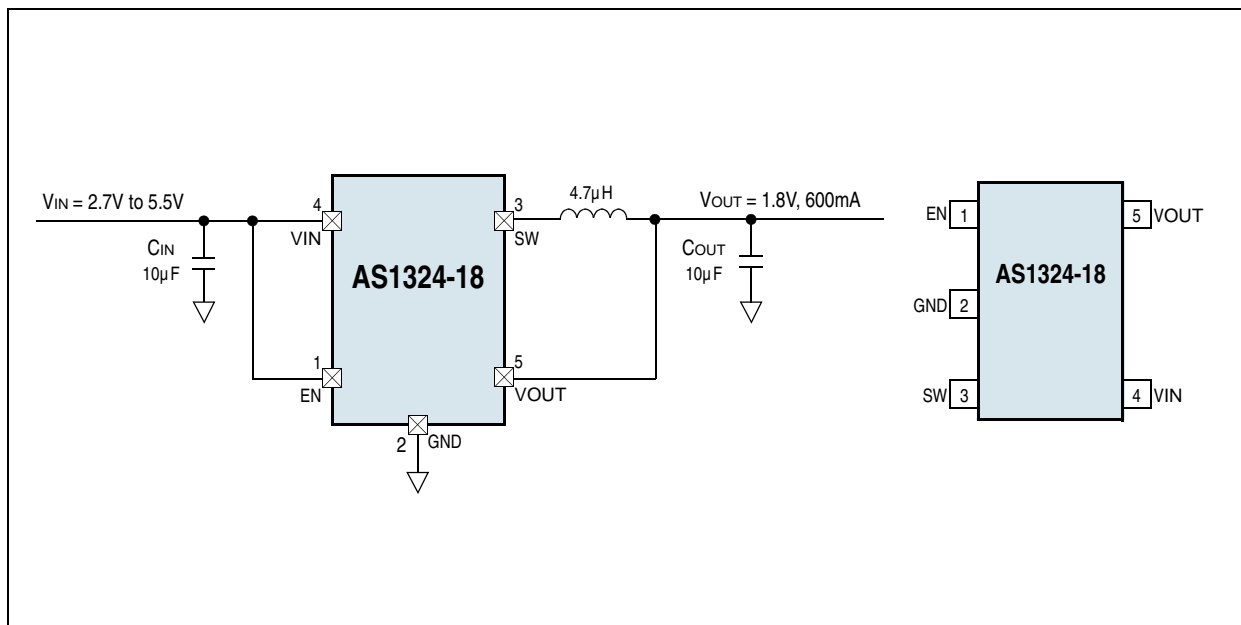 VIN = 2.7V to 5.5V
CIN
10µF
4
VIN
1
EN
AS1324-18
2
GND
3
SW
5
VOUT
4.7µH
VOUT = 1.8V, 600mA
COUT
10µF
EN 1
GND 2
SW 3
AS1324-18
5 VOUT
4 VIN